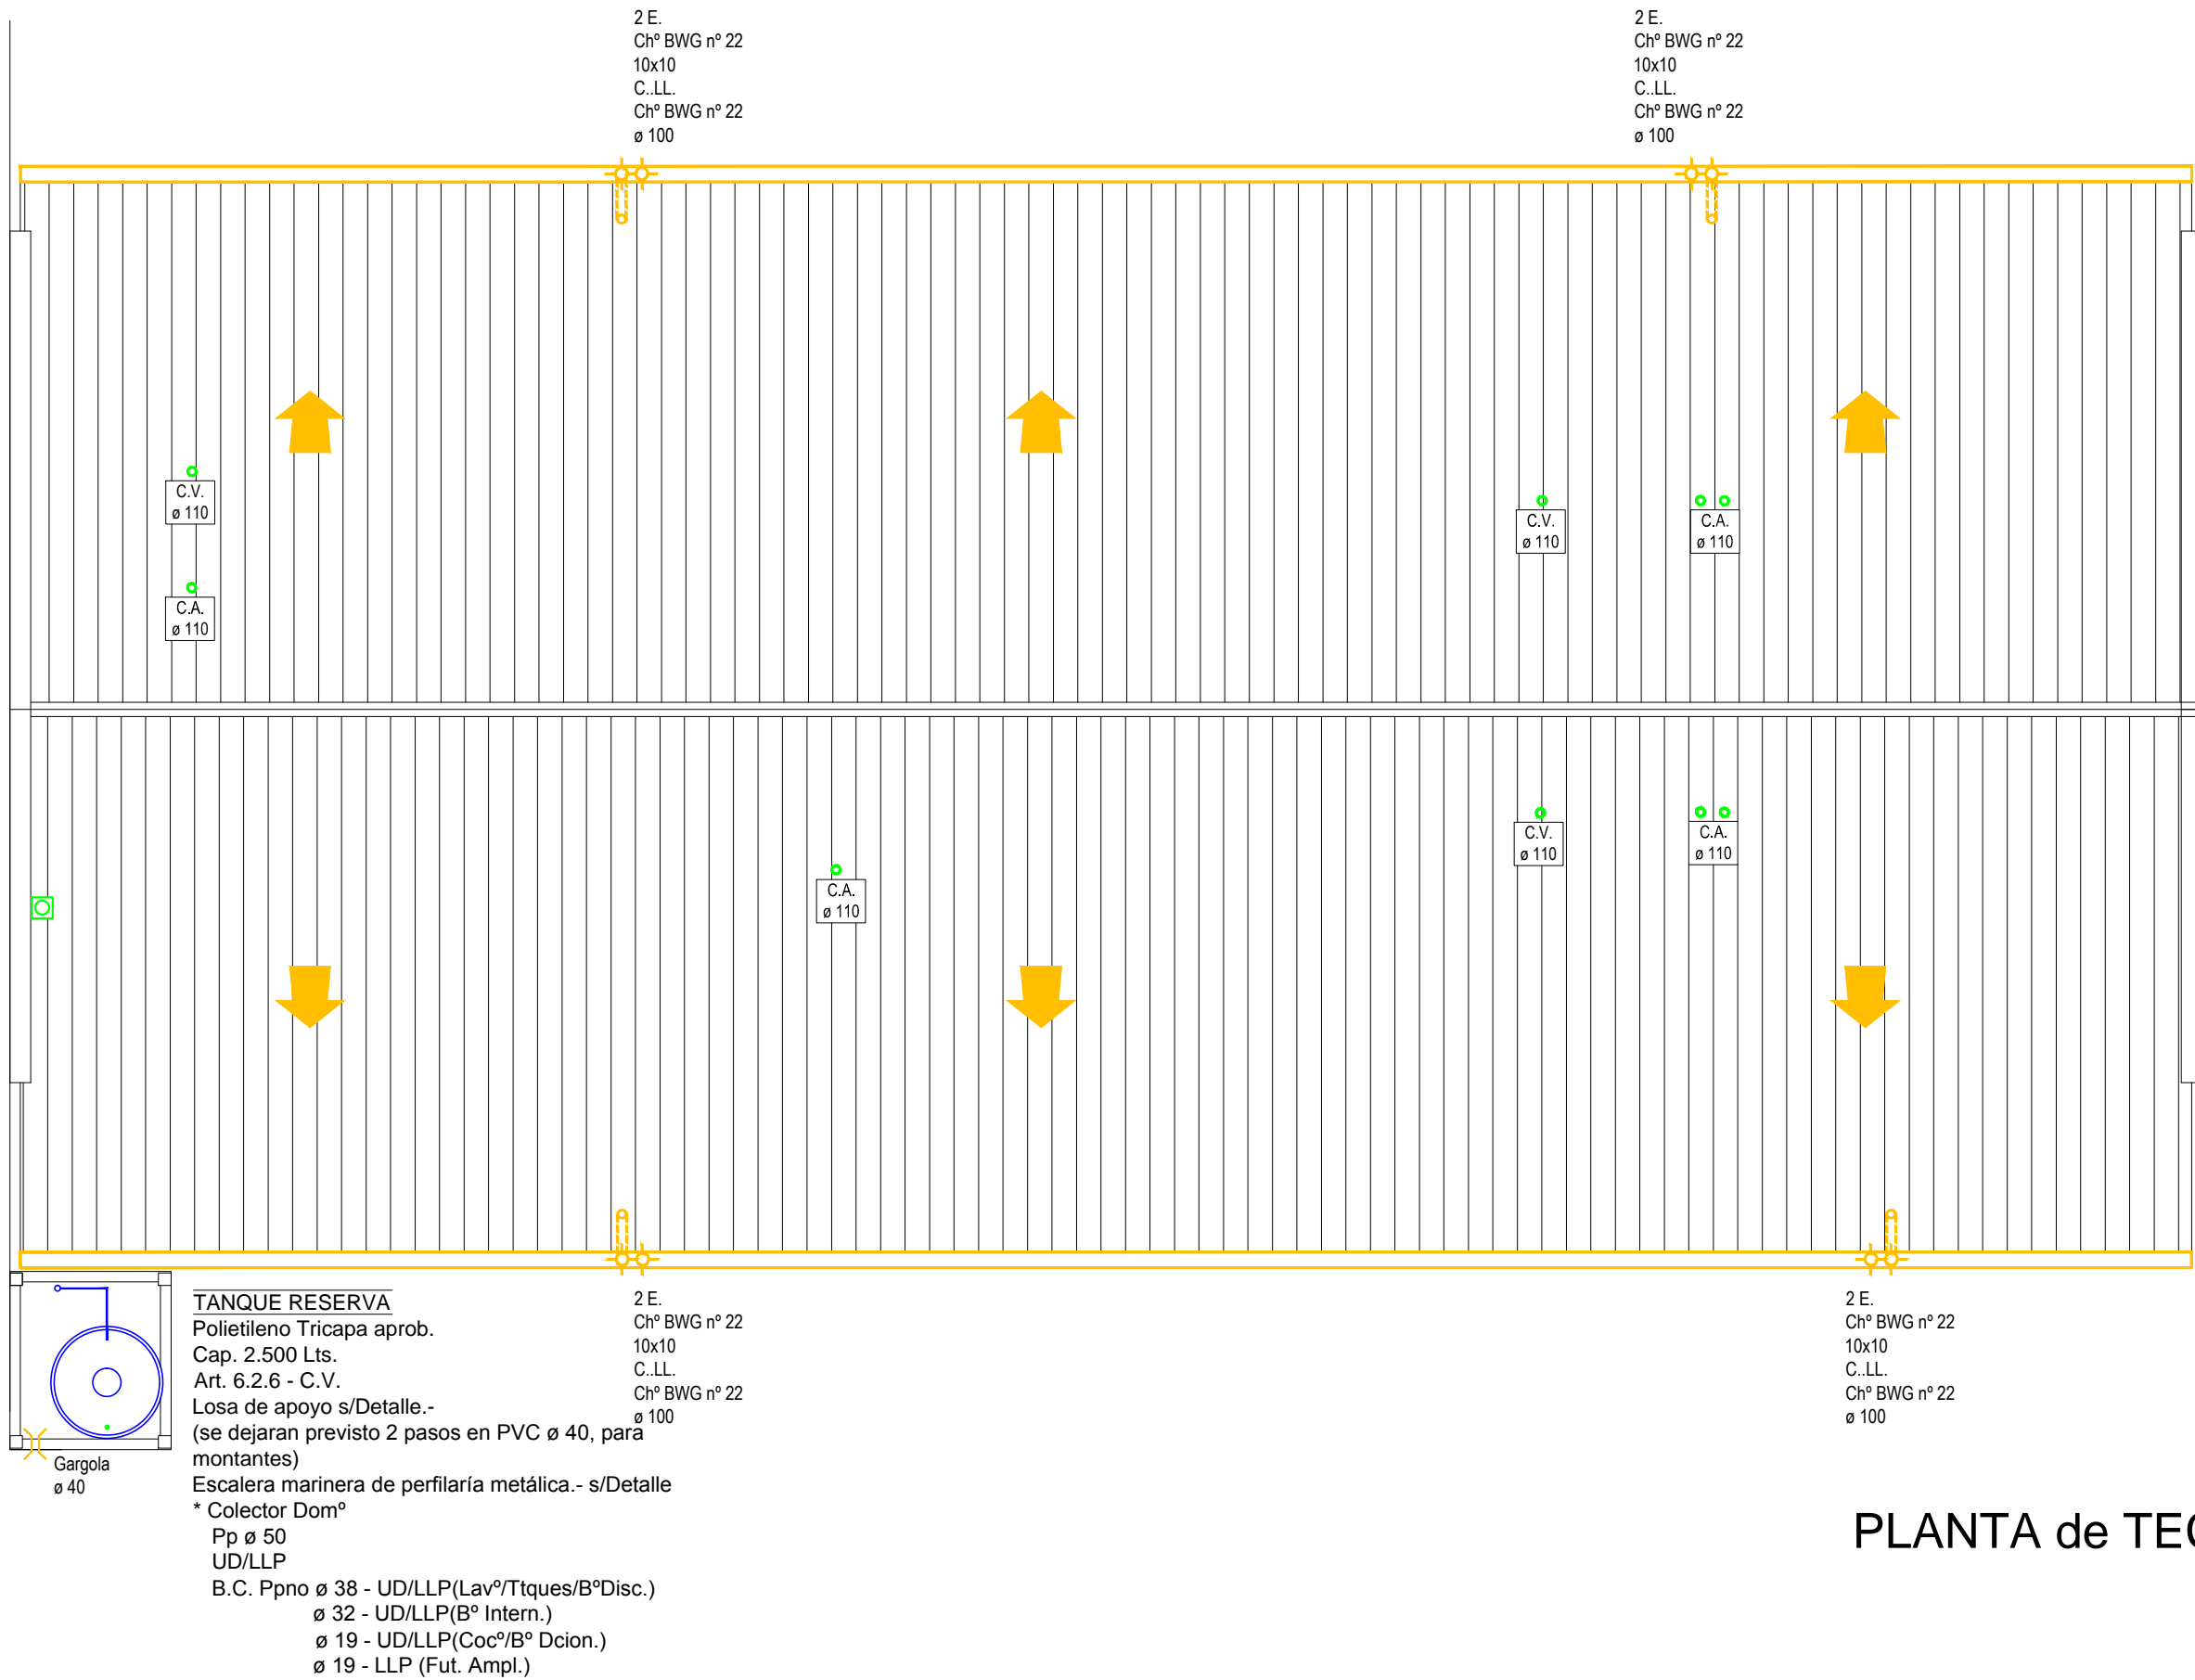 2 E.
Chº BWG nº 22
10x10
C..LL.
Chº BWG nº 22
ø 100
2 E.
Chº BWG nº 22
10x10
C..LL.
Chº BWG nº 22
ø 100
C.V.
ø 110
C.A.
ø 110
C.V.
ø 110
C.A.
ø 110
C.A.
ø 110
C.V.
ø 110
C.A.
ø 110
TANQUE RESERVA
Polietileno Tricapa aprob.
Cap. 2.500 Lts.
Art. 6.2.6 - C.V.
Losa de apoyo s/Detalle.-
(se dejaran previsto 2 pasos en PVC ø 40, para
montantes)
Escalera marinera de perfilaría metálica.- s/Detalle
* Colector Domº
Pp ø 50
UD/LLP
B.C. Ppno ø 38 - UD/LLP(Lavº/Ttques/BºDisc.)
ø 32 - UD/LLP(Bº Intern.)
ø 19 - UD/LLP(Cocº/Bº Dcion.)
ø 19 - LLP (Fut. Ampl.)
Gargola
ø 40
2 E.
Chº BWG nº 22
10x10
C..LL.
Chº BWG nº 22
ø 100
2 E.
Chº BWG nº 22
10x10
C..LL.
Chº BWG nº 22
ø 100
PLANTA de